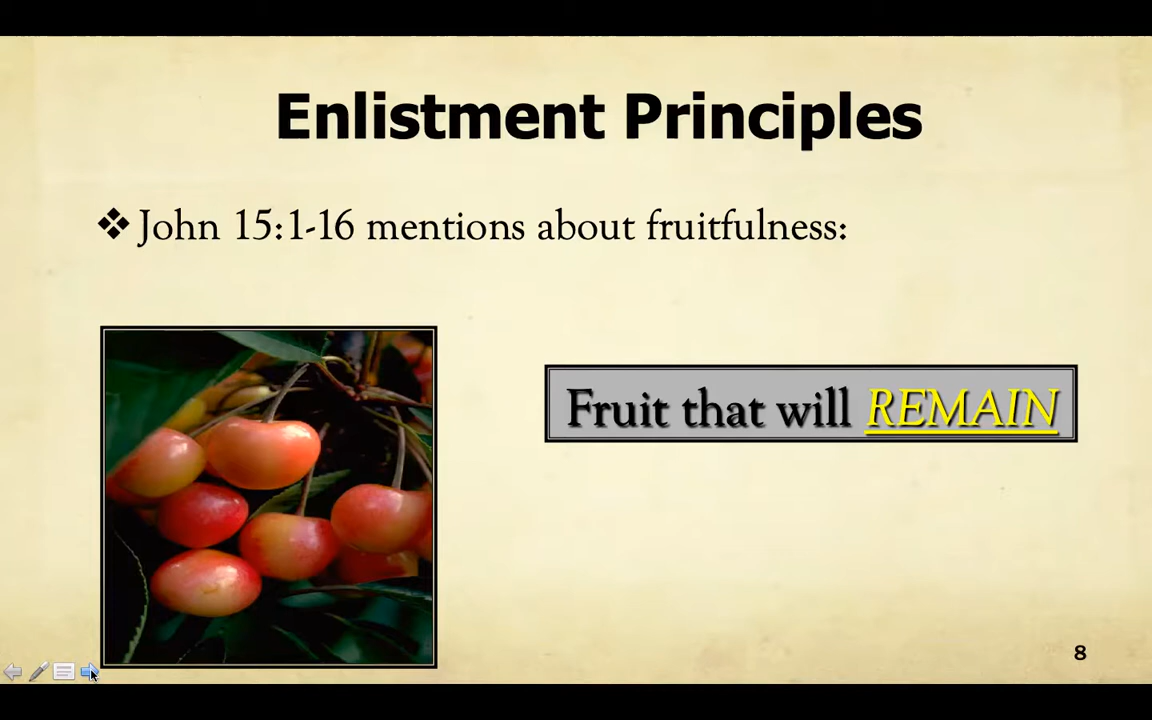 Enlistment Principles
❖ John 15:1-16 mentions about fruitfulness:
Fruit that will REMAIN
8